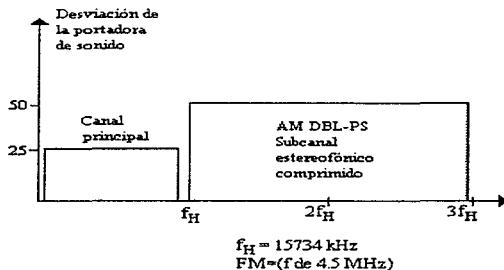 Desviación de
la portadora
de sonido
50
25
Canal
principal
AM DBL-PS
Subcanal
estereofónico
comprimido
fH
2fH
3fH
fH = 15734 kHz
FM=(f de 4.5 MHz)